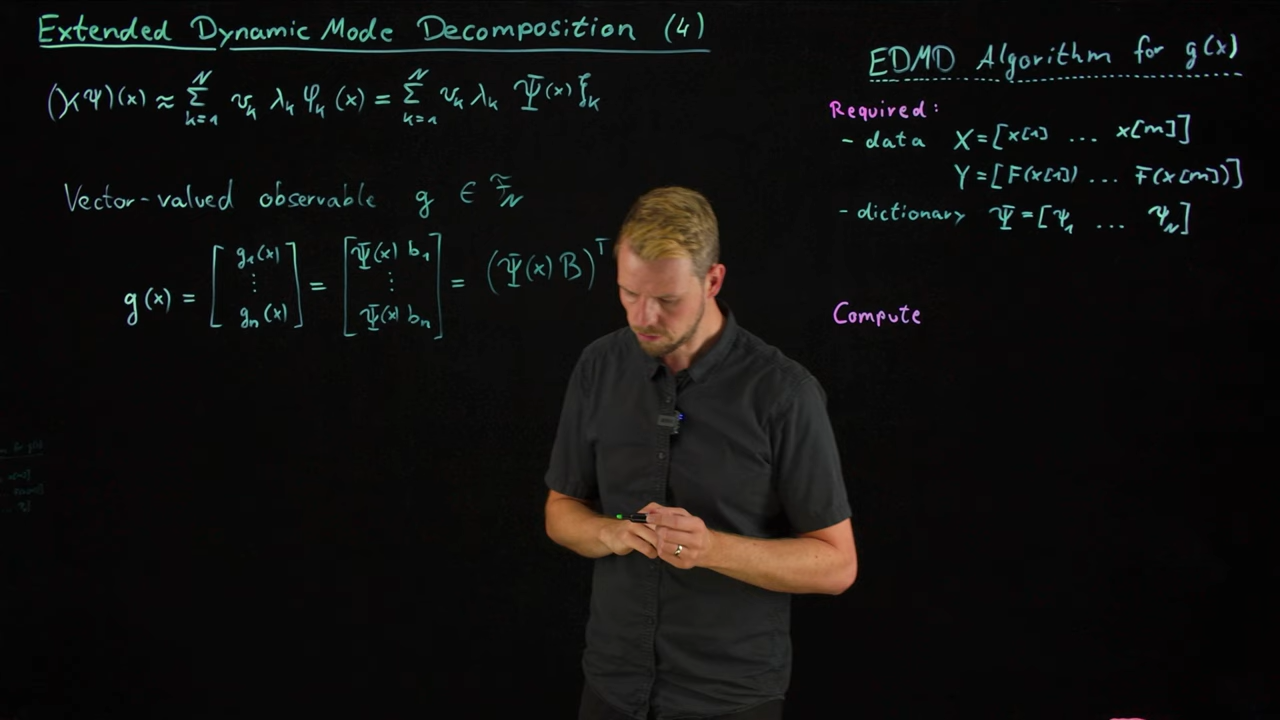 Extended Dynamic Mode Decomposition (4)
(𝒦ψ)(x) ≈ Σ_{k=1}^{N} v_k λ_k φ_k (x) = Σ_{k=1}^{N} v_k λ_k Ψ(x) ξ_k
Vector-valued observable g ∈ F̃_N
g(x) = [g_1(x) ⋮ g_n(x)] = [Ψ(x) b_1 ⋮ Ψ(x) b_n] = (Ψ(x) B)^T
EDMD Algorithm for g(x)
Required:
- data X = [x[1] ... x[m]]
Y = [F(x[1]) ... F(x[m])]
- dictionary Ψ = [ψ_1 ... ψ_N]
Compute